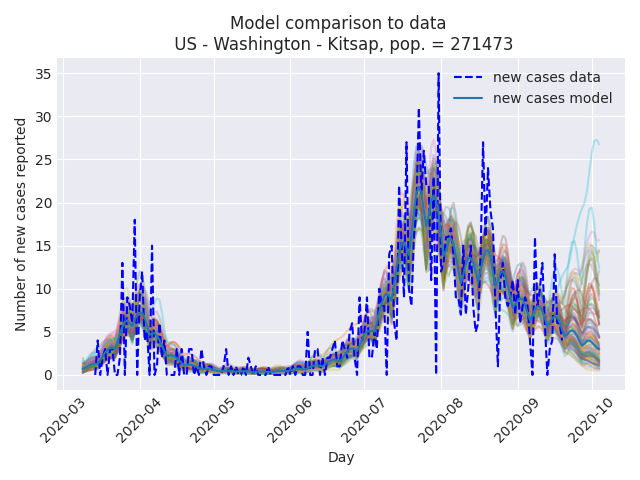 Model comparison to data
US - Washington - Kitsap, pop. = 271473
new cases data
new cases model
Number of new cases reported
35
30
25
20
15
10
5
0
2020-03
2020-04
2020-05
2020-06
2020-07
2020-08
2020-09
2020-10
Day